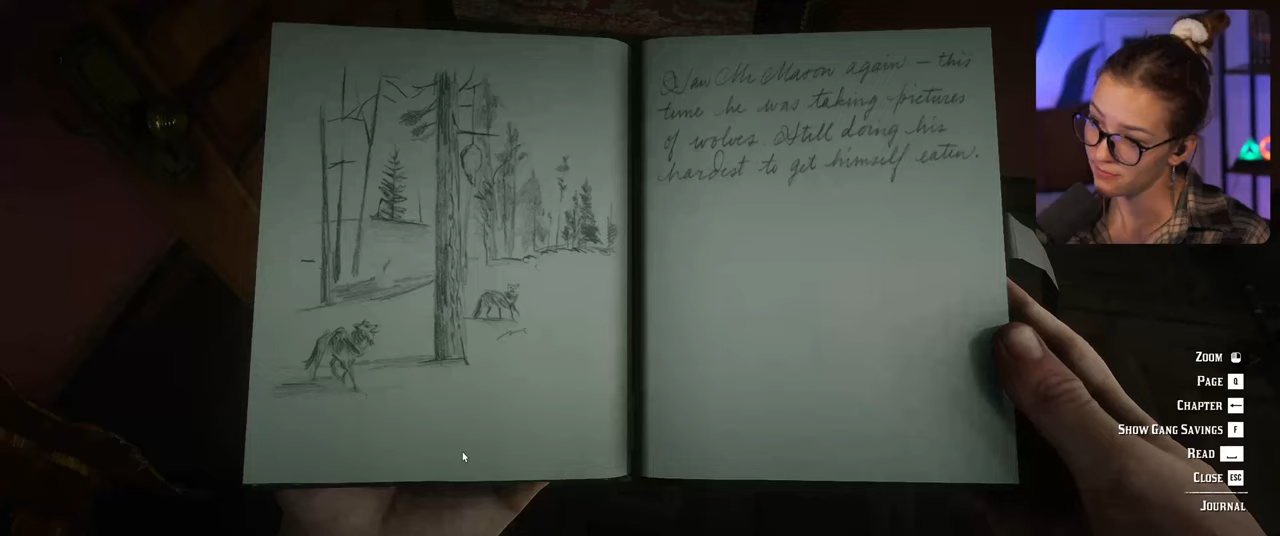 Saw Mr Mason again – this
time he was taking pictures
of wolves. Still doing his
hardest to get himself eaten.
ZOOM
PAGE Q
CHAPTER ←
SHOW GANG SAVINGS F
READ
CLOSE ESC
JOURNAL